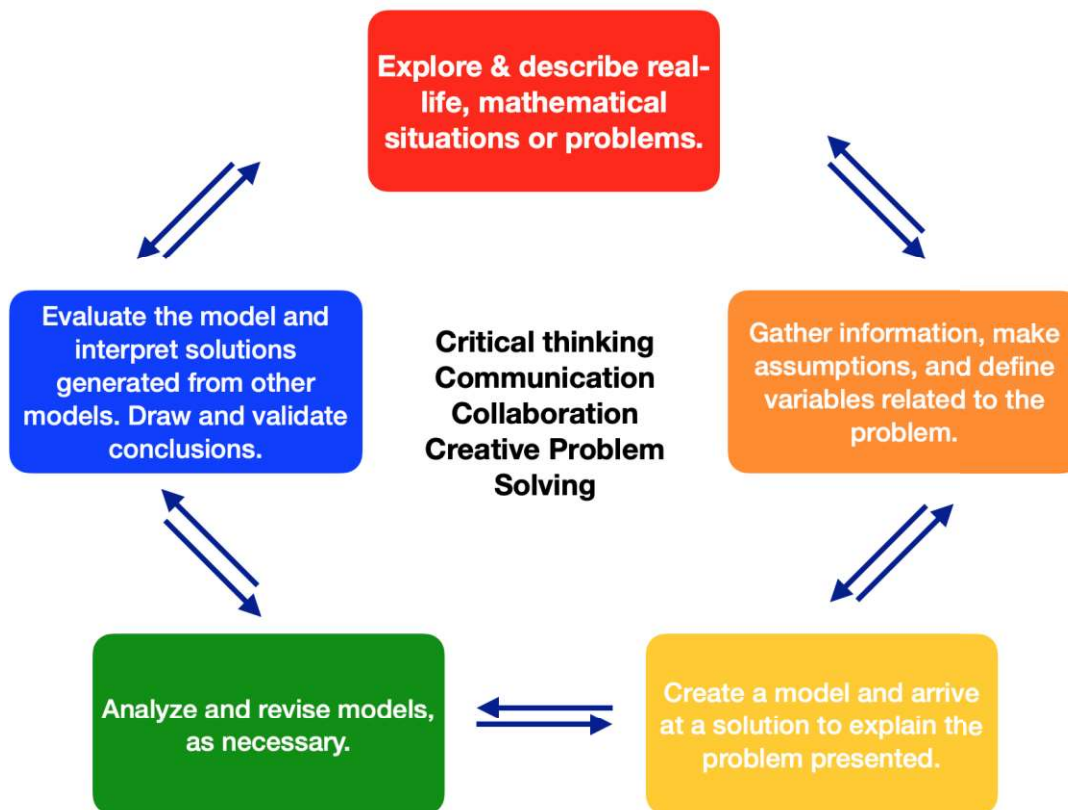 Explore & describe real-
life, mathematical
situations or problems.
Evaluate the model and
interpret solutions
generated from other
models. Draw and validate
conclusions.
Critical thinking
Communication
Collaboration
Creative Problem
Solving
Gather information, make
assumptions, and define
variables related to the
problem.
Analyze and revise models,
as necessary.
Create a model and arrive
at a solution to explain the
problem presented.